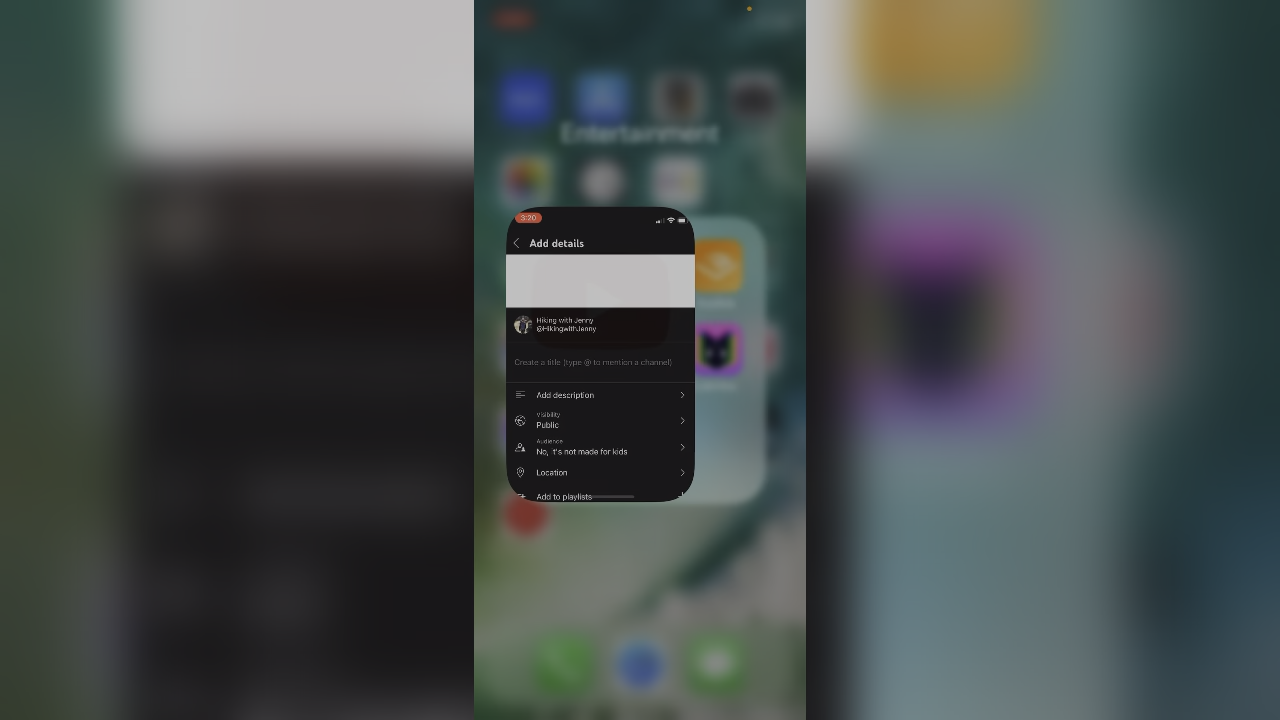 Entertainment
3:20
Add details
Hiking with Jenny
@HikingwithJenny
Create a title (type @ to mention a channel)
Add description
Visibility
Public
Audience
No, it's not made for kids
Location
Add to playlists